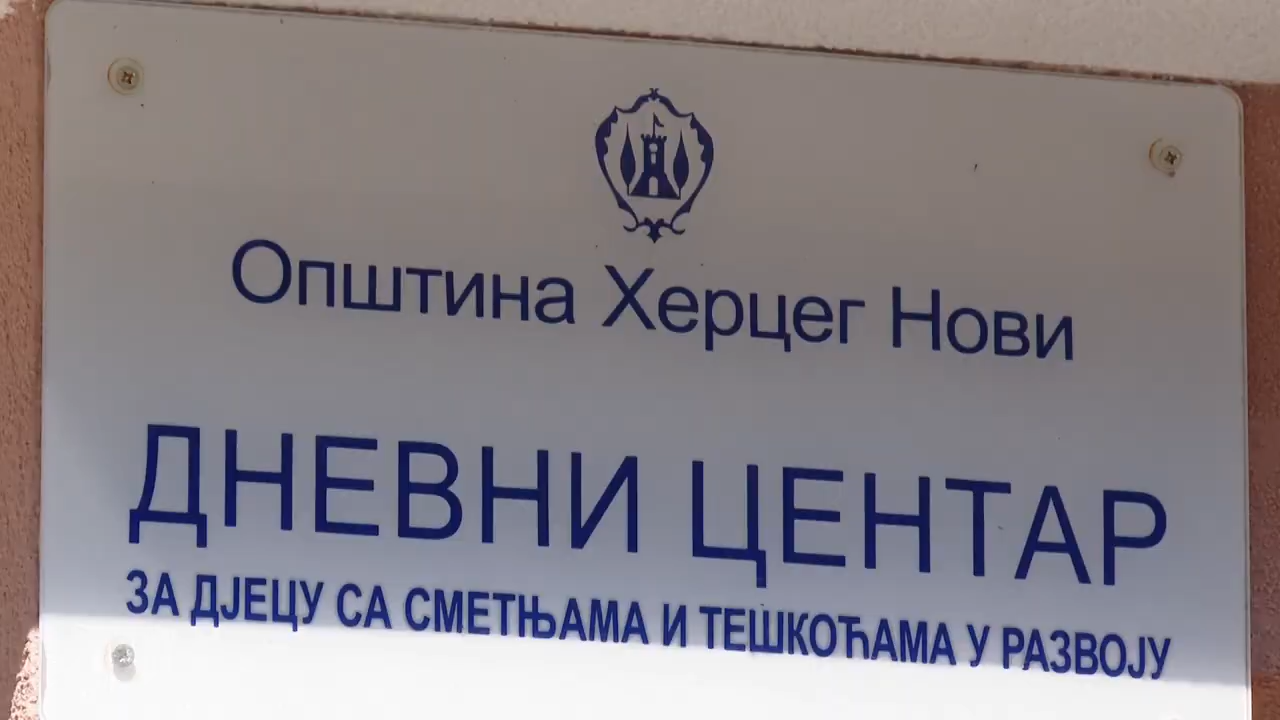 Општина Херцег Нови
ДНЕВНИ ЦЕНТАР
ЗА ДЈЕЦУ СА СМЕТЊАМА И ТЕШКОЋАМА У РАЗВОЈУ